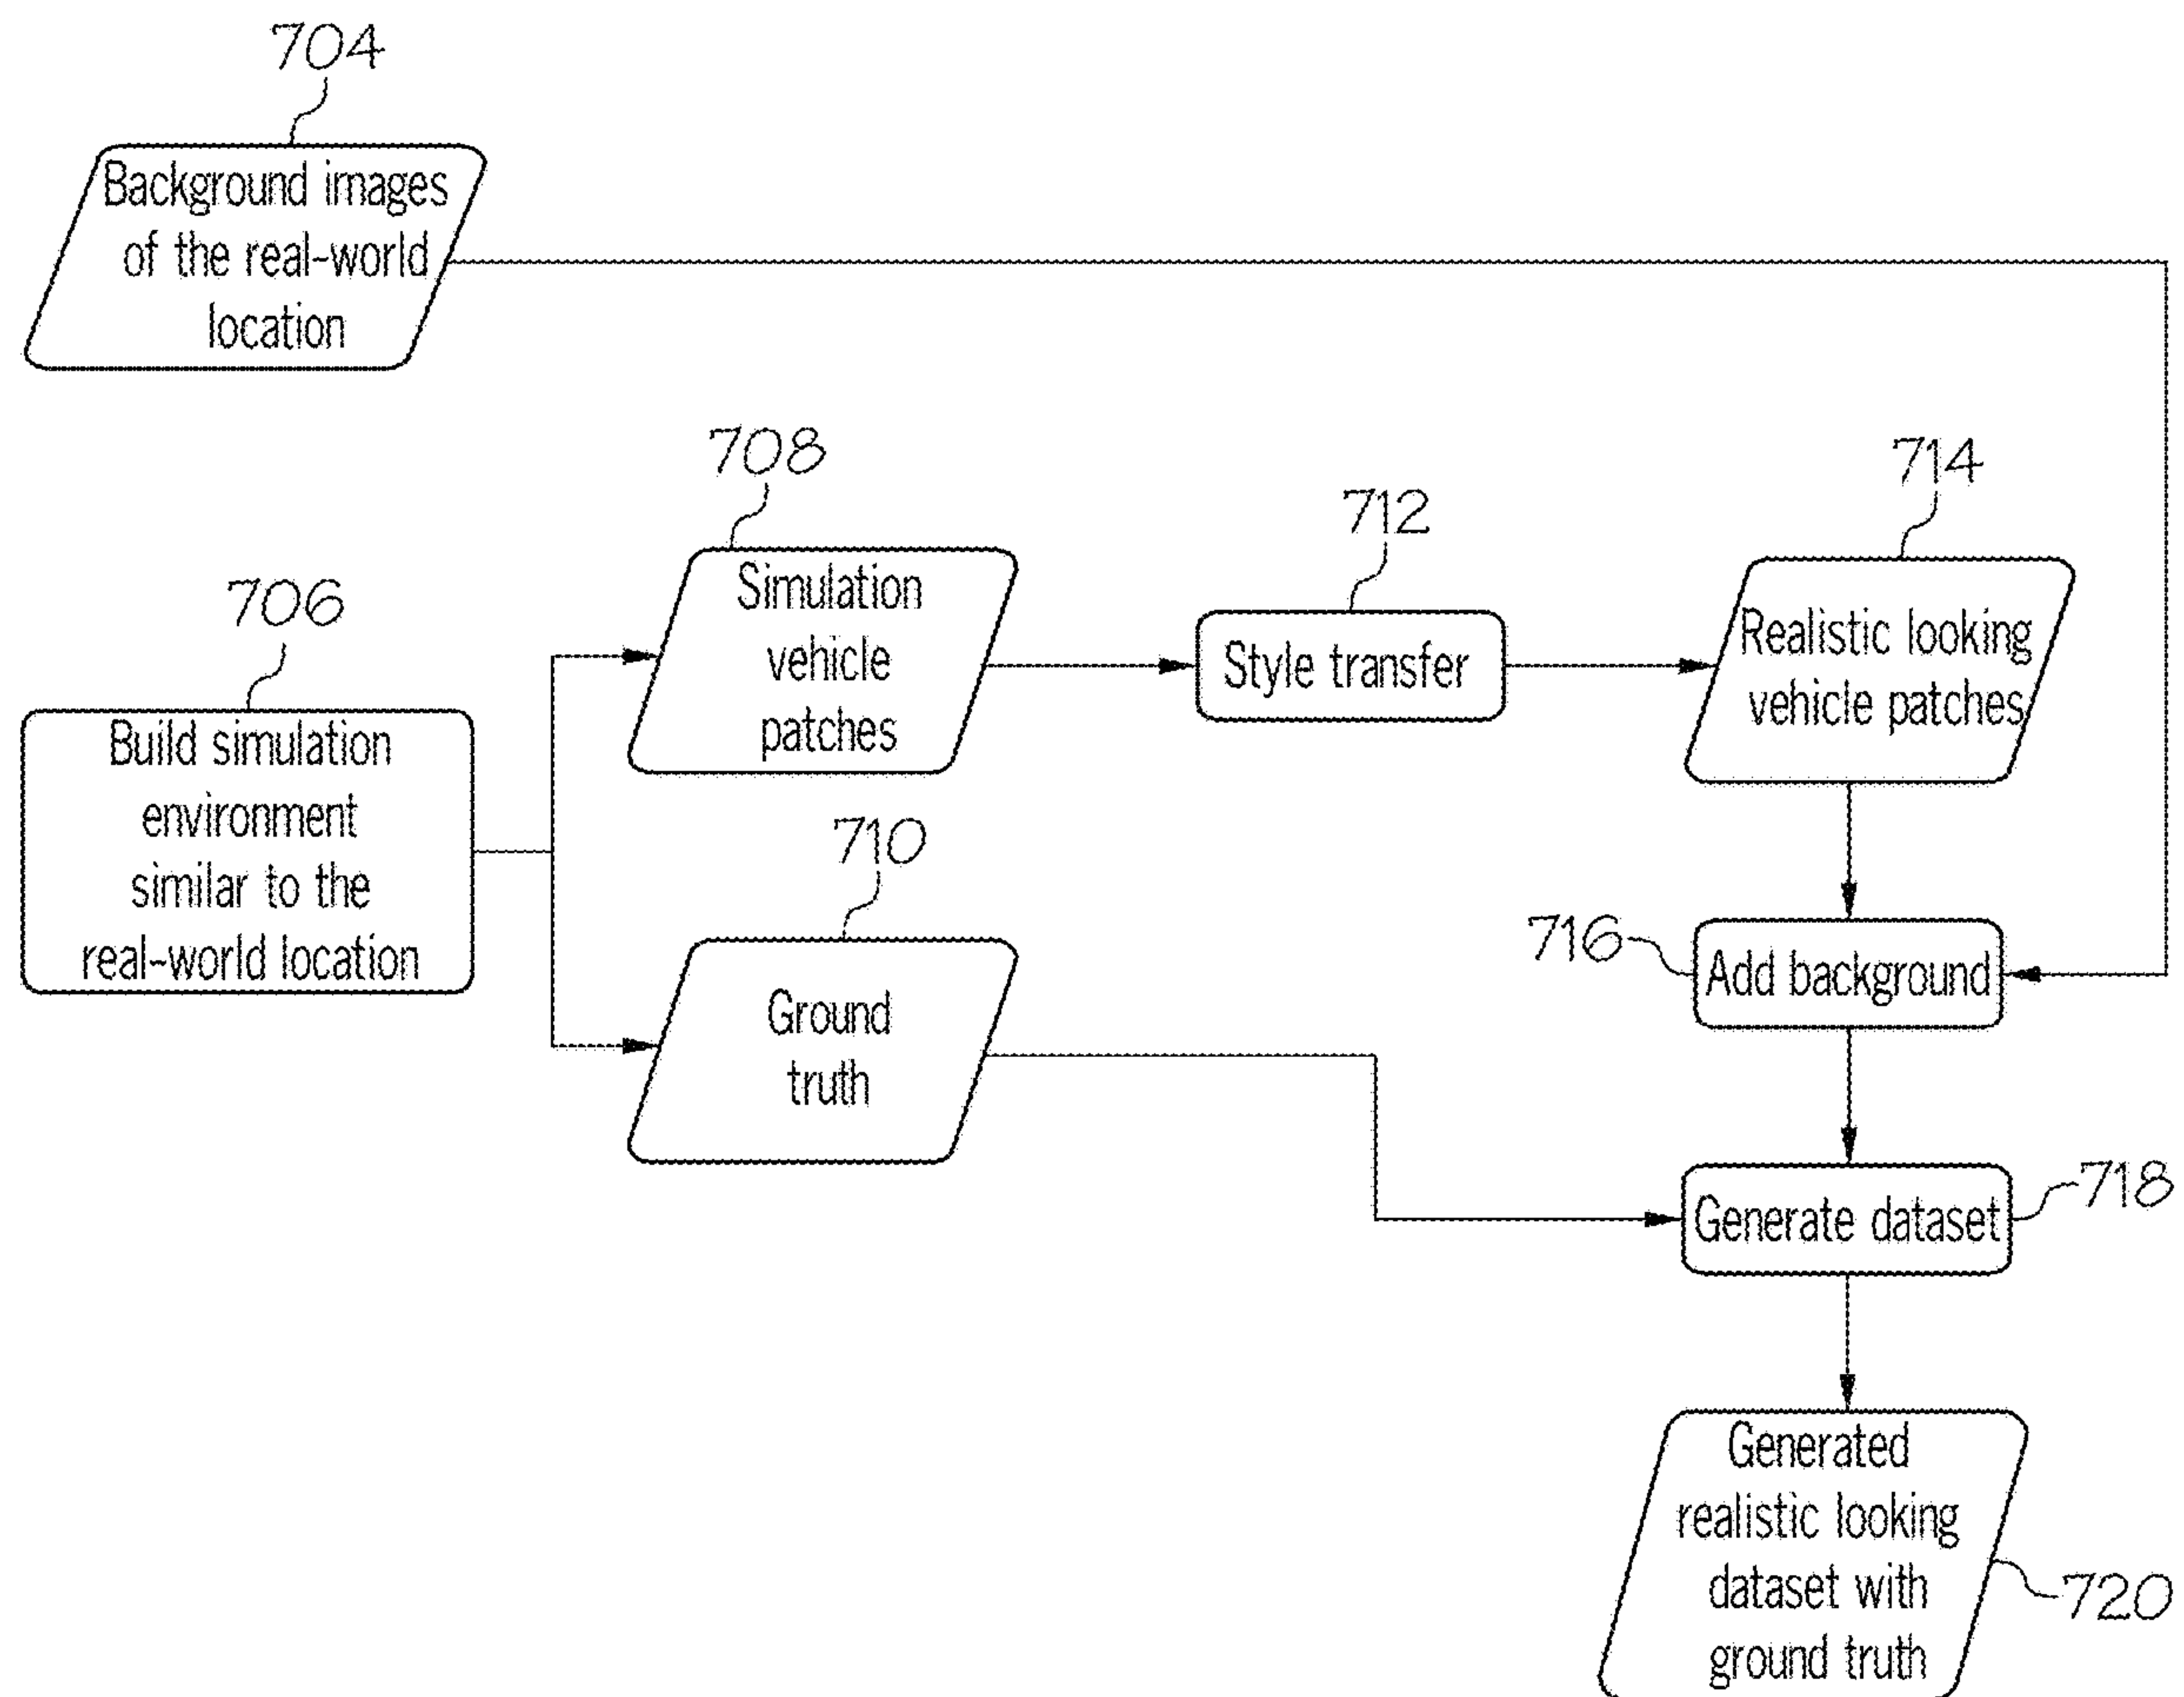 704
Background images
of the real-world
location
708
Simulation
vehicle
patches
712
Style transfer
714
Realistic looking
vehicle patches
706
Build simulation
environment
similar to the
real-world location
710
Ground
truth
716
Add background
718
Generate dataset
Generated
realistic looking
dataset with
ground truth
720